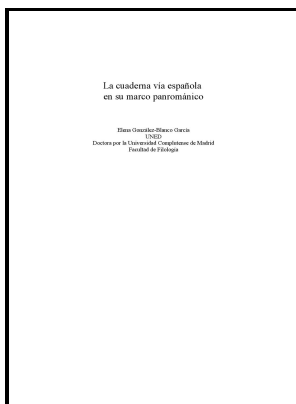 La cuaderna vía española
en su marco panrománico
Elena González-Blanco García
UNED
Doctora por la Universidad Complutense de Madrid
Facultad de Filología